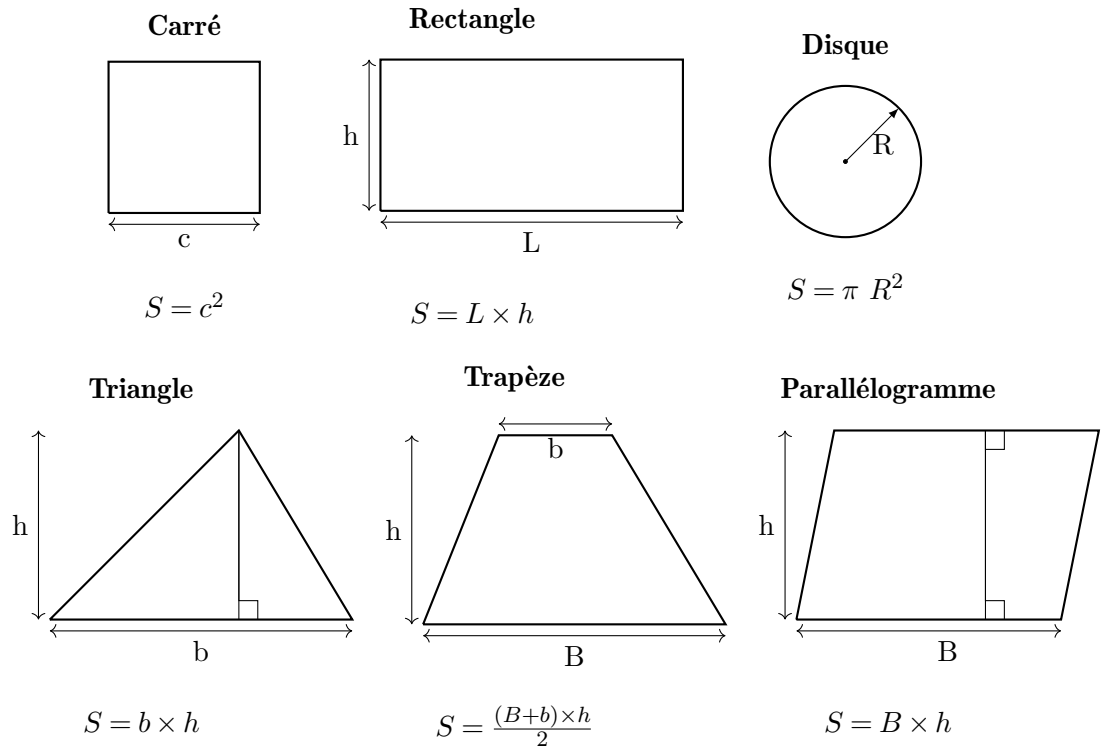 Carré
Rectangle
Disque
h
R
c
L
S = c²
S = L × h
S = π R²
Triangle
Trapèze
Parallélogramme
b
h
h
h
b
B
B
S = b × h
S = (B+b)×h / 2
S = B × h